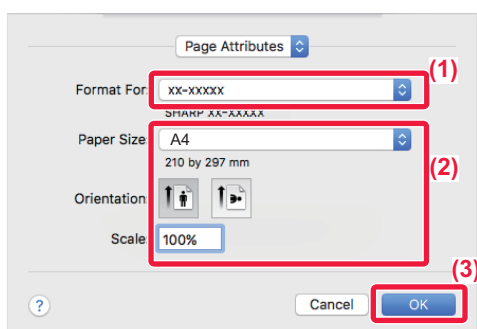 Page Attributes
(1)
Format For: xx-xxxxx
SHARP xx-xxxxx
Paper Size: A4
210 by 297 mm
(2)
Orientation:
Scale: 100%
(3)
? Cancel OK